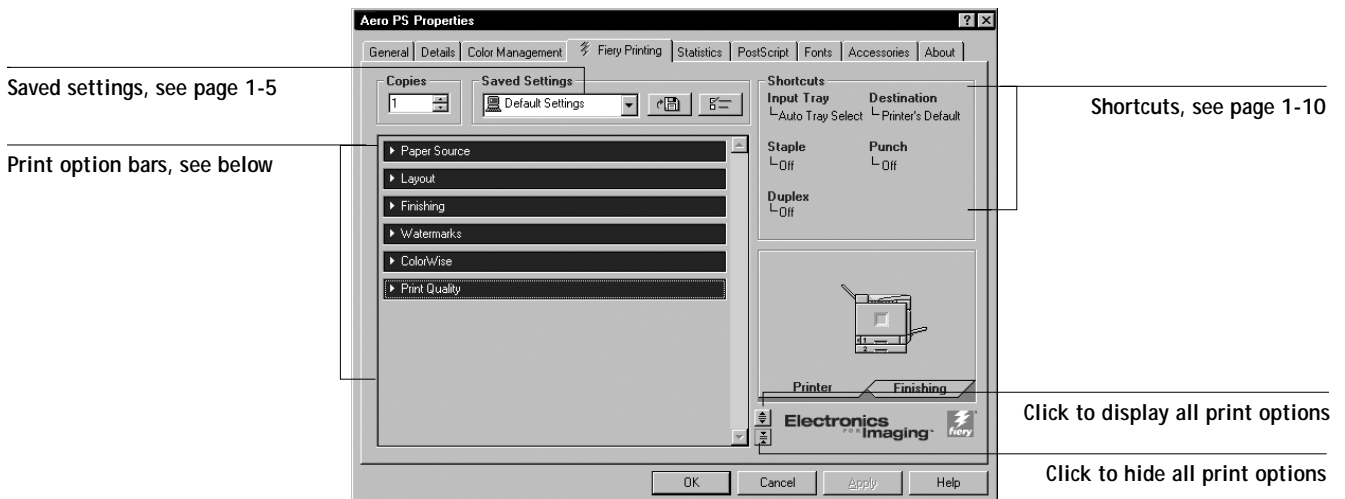 Aero PS Properties
General Details Color Management Fiery Printing Statistics PostScript Fonts Accessories About
Saved settings, see page 1-5
Print option bars, see below
Copies
1
Saved Settings
Default Settings
Paper Source
Layout
Finishing
Watermarks
ColorWise
Print Quality
Shortcuts
Input Tray
Auto Tray Select
Destination
Printer's Default
Staple
Off
Punch
Off
Duplex
Off
Shortcuts, see page 1-10
1
2
Printer Finishing
Electronics
FOR Imaging™
fiery
Click to display all print options
Click to hide all print options
OK Cancel Apply Help